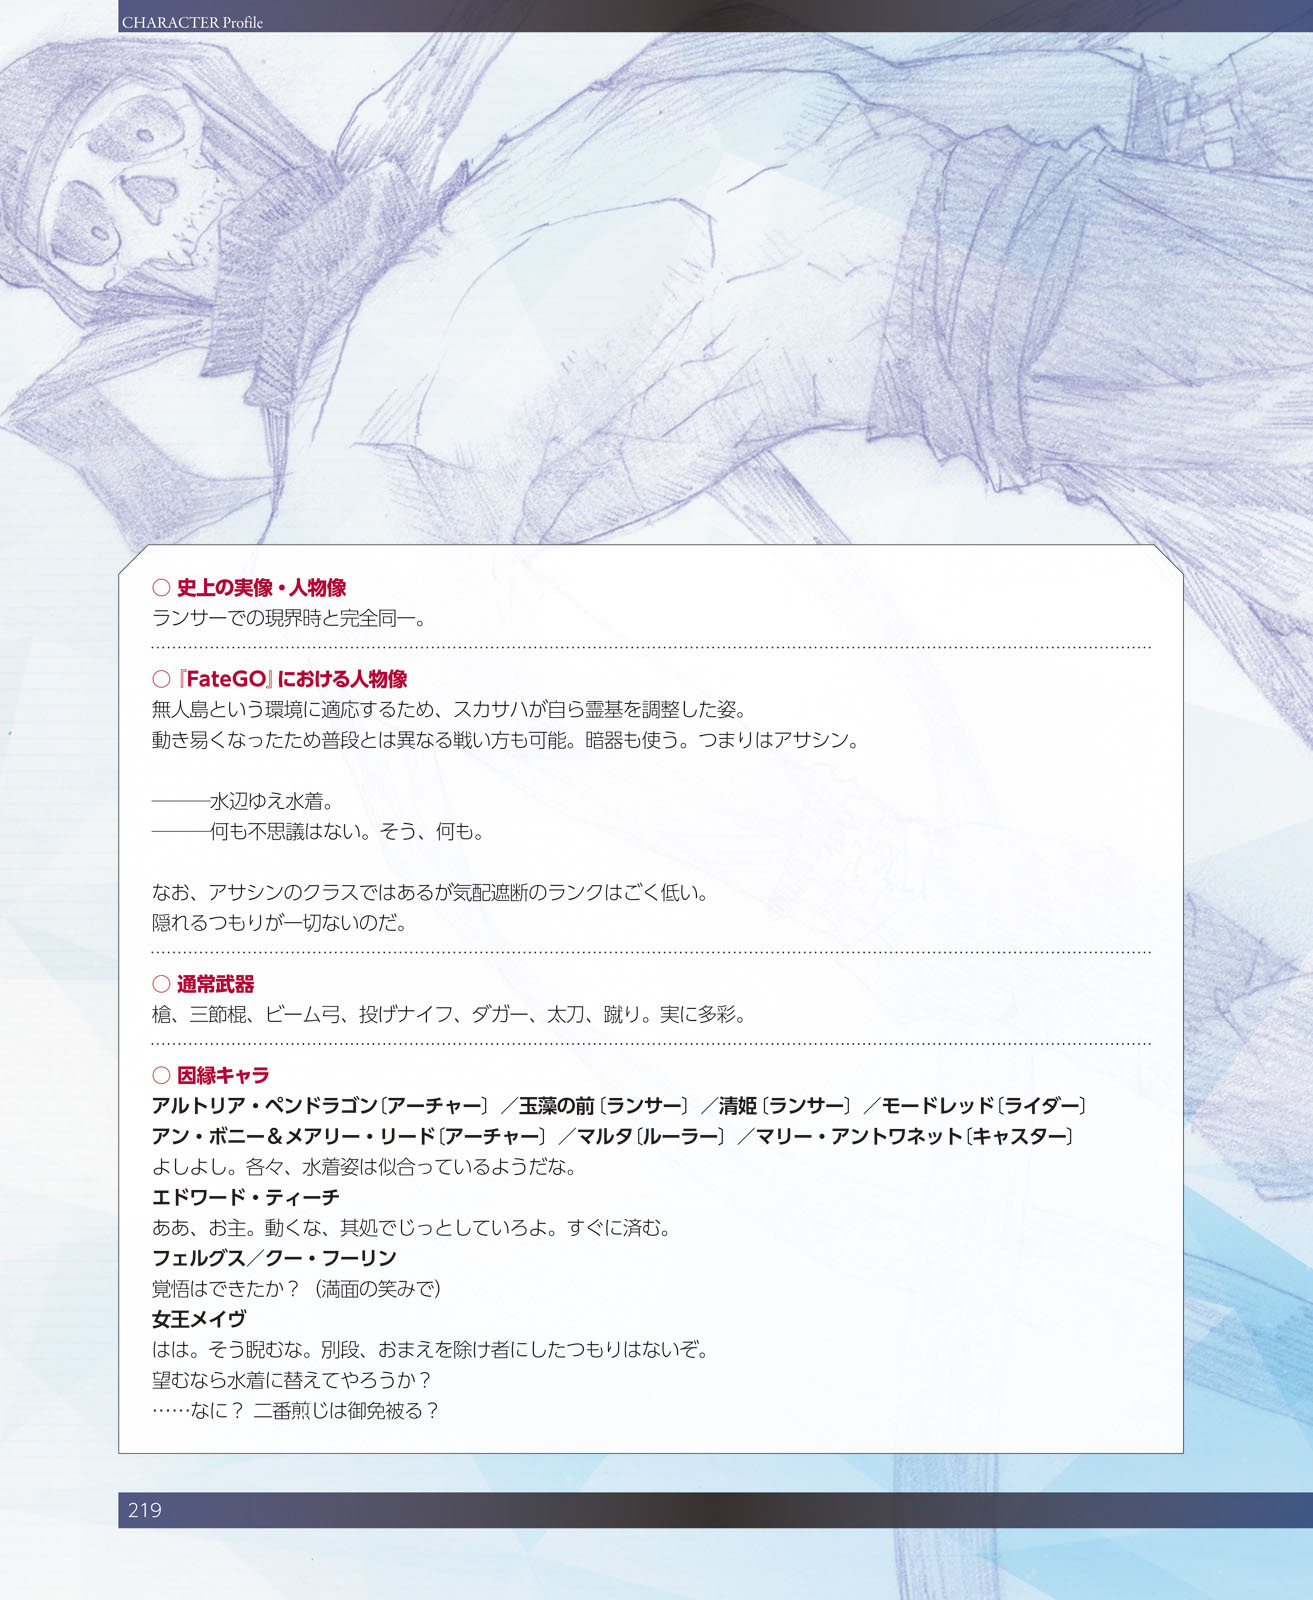 CHARACTER Profile
○ 史上の実像・人物像
ランサーでの現界時と完全同一。
○『FateGO』における人物像
無人島という環境に適応するため、スカサハが自ら霊基を調整した姿。
動き易くなったため普段とは異なる戦い方も可能。暗器も使う。つまりはアサシン。
―――水辺ゆえ水着。
―――何も不思議はない。そう、何も。
なお、アサシンのクラスではあるが気配遮断のランクはごく低い。
隠れるつもりが一切ないのだ。
○ 通常武器
槍、三節棍、ビーム弓、投げナイフ、ダガー、太刀、蹴り。実に多彩。
○ 因縁キャラ
アルトリア・ペンドラゴン〔アーチャー〕／玉藻の前〔ランサー〕／清姫〔ランサー〕／モードレッド〔ライダー〕
アン・ボニー＆メアリー・リード〔アーチャー〕／マルタ〔ルーラー〕／マリー・アントワネット〔キャスター〕
よしよし。各々、水着姿は似合っているようだな。
エドワード・ティーチ
ああ、お主。動くな、其処でじっとしていろよ。すぐに済む。
フェルグス／クー・フーリン
覚悟はできたか？（満面の笑みで）
女王メイヴ
はは。そう睨むな。別段、おまえを除け者にしたつもりはないぞ。
望むなら水着に替えてやろうか？
……なに？ 二番煎じは御免被る？
219